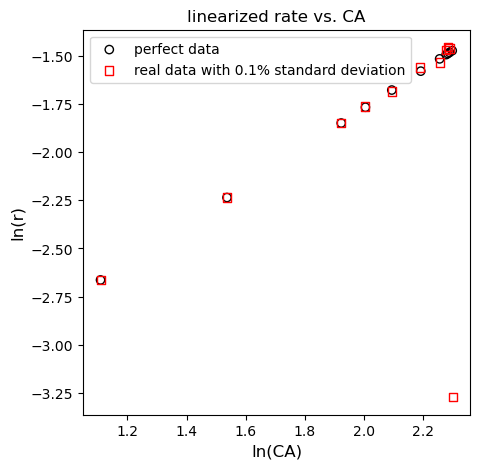 linearized rate vs. CA
perfect data
real data with 0.1% standard deviation
−1.50
−1.75
−2.00
−2.25
−2.50
−2.75
−3.00
−3.25
ln(r)
1.2
1.4
1.6
1.8
2.0
2.2
ln(CA)